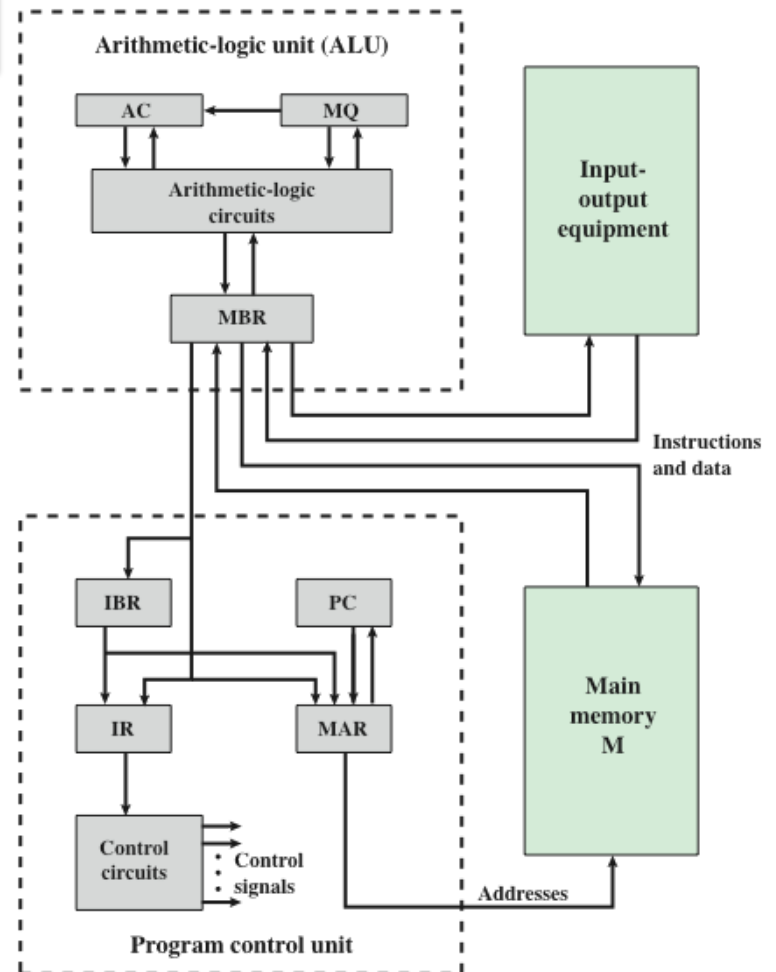 Arithmetic-logic unit (ALU)
AC
MQ
Arithmetic-logic
circuits
MBR
Input-
output
equipment
Instructions
and data
IBR
PC
IR
MAR
Main
memory
M
Control
circuits
Control
signals
Addresses
Program control unit